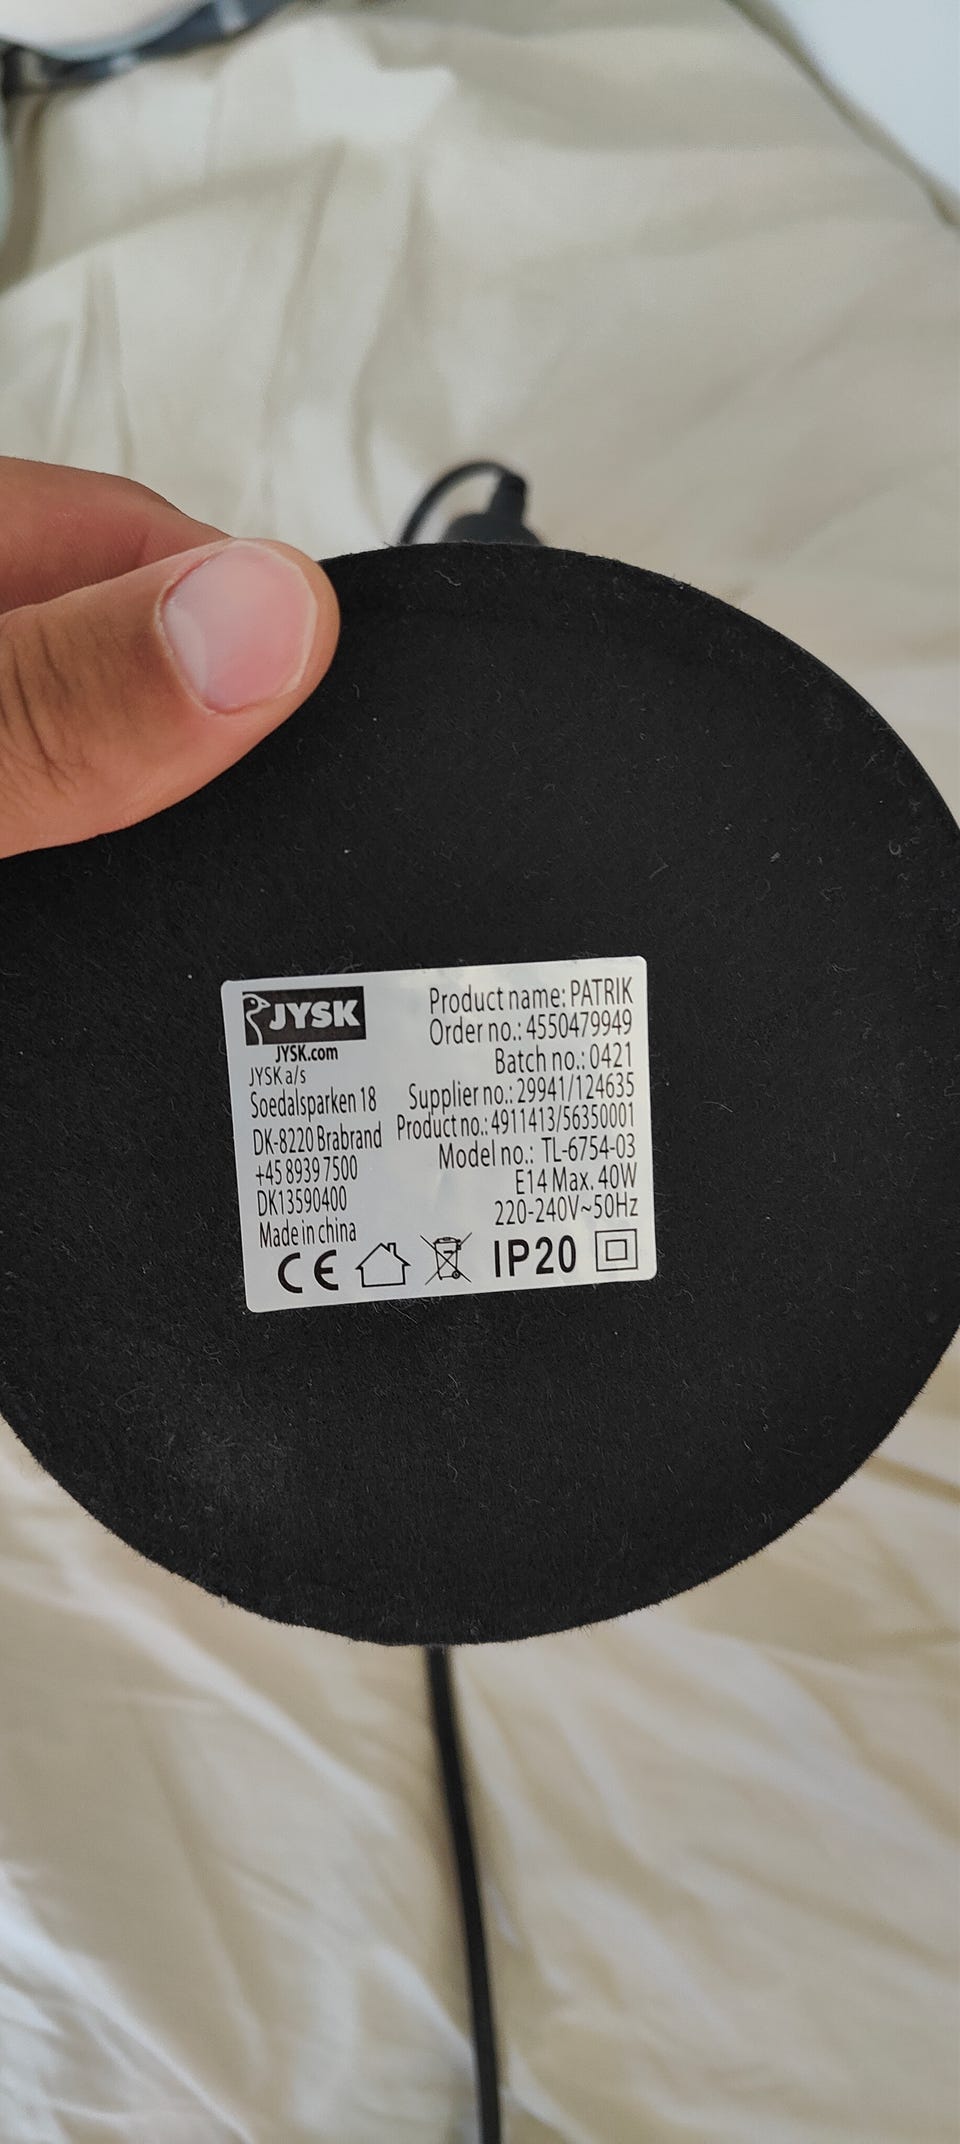 JYSK
JYSK.com
JYSK a/s
Soedalsparken 18
DK-8220 Brabrand
+45 8939 7500
DK13590400
Made in china
Product name: PATRIK
Order no.: 4550479949
Batch no.: 0421
Supplier no.: 29941/124635
Product no.: 4911413/56350001
Model no.: TL-6754-03
E14 Max. 40W
220-240V~50Hz
CE IP20